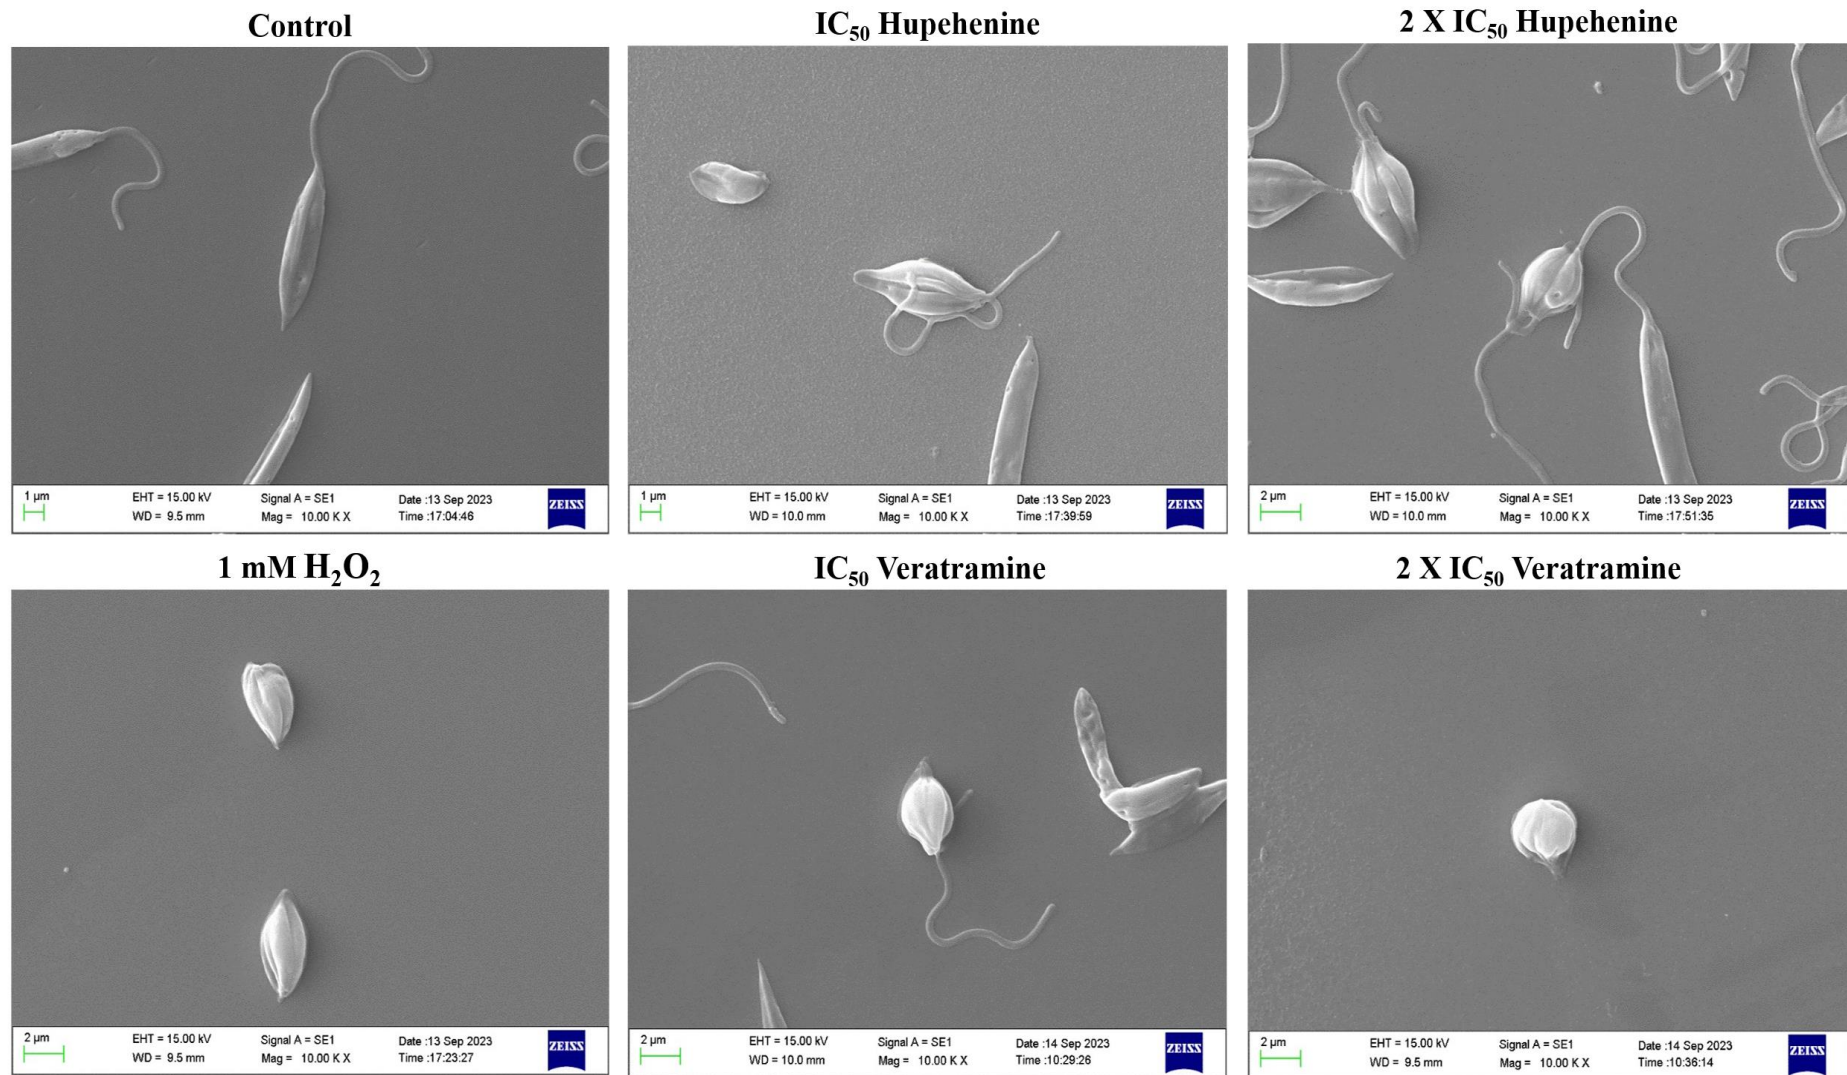 Control
IC50 Hupehenine
2 X IC50 Hupehenine
1 µm
EHT = 15.00 kV
WD = 9.5 mm
Signal A = SE1
Mag = 10.00 K X
Date :13 Sep 2023
Time :17:04:46
ZEISS
1 µm
EHT = 15.00 kV
WD = 10.0 mm
Signal A = SE1
Mag = 10.00 K X
Date :13 Sep 2023
Time :17:39:59
ZEISS
2 µm
EHT = 15.00 kV
WD = 10.0 mm
Signal A = SE1
Mag = 10.00 K X
Date :13 Sep 2023
Time :17:51:35
ZEISS
1 mM H2O2
IC50 Veratramine
2 X IC50 Veratramine
2 µm
EHT = 15.00 kV
WD = 9.5 mm
Signal A = SE1
Mag = 10.00 K X
Date :13 Sep 2023
Time :17:23:27
ZEISS
2 µm
EHT = 15.00 kV
WD = 10.0 mm
Signal A = SE1
Mag = 10.00 K X
Date :14 Sep 2023
Time :10:29:26
ZEISS
2 µm
EHT = 15.00 kV
WD = 9.5 mm
Signal A = SE1
Mag = 10.00 K X
Date :14 Sep 2023
Time :10:36:14
ZEISS